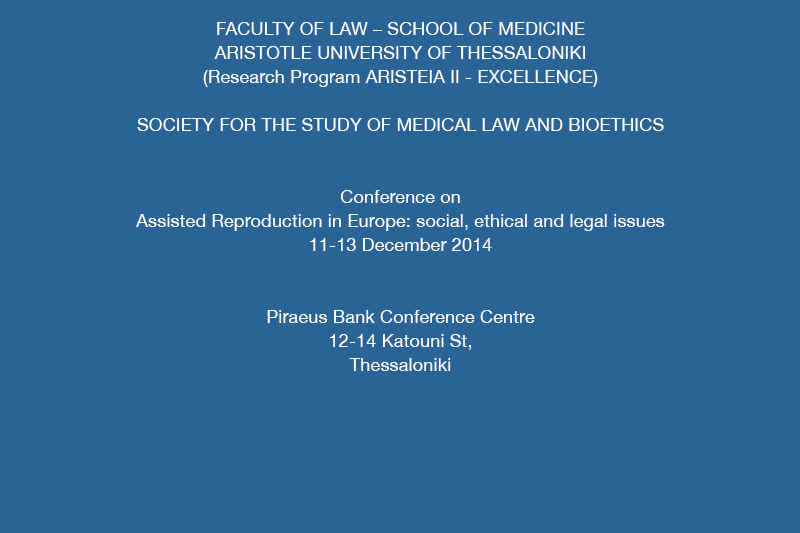 FACULTY OF LAW – SCHOOL OF MEDICINE
ARISTOTLE UNIVERSITY OF THESSALONIKI
(Research Program ARISTEIA II - EXCELLENCE)
SOCIETY FOR THE STUDY OF MEDICAL LAW AND BIOETHICS
Conference on
Assisted Reproduction in Europe: social, ethical and legal issues
11-13 December 2014
Piraeus Bank Conference Centre
12-14 Katouni St,
Thessaloniki